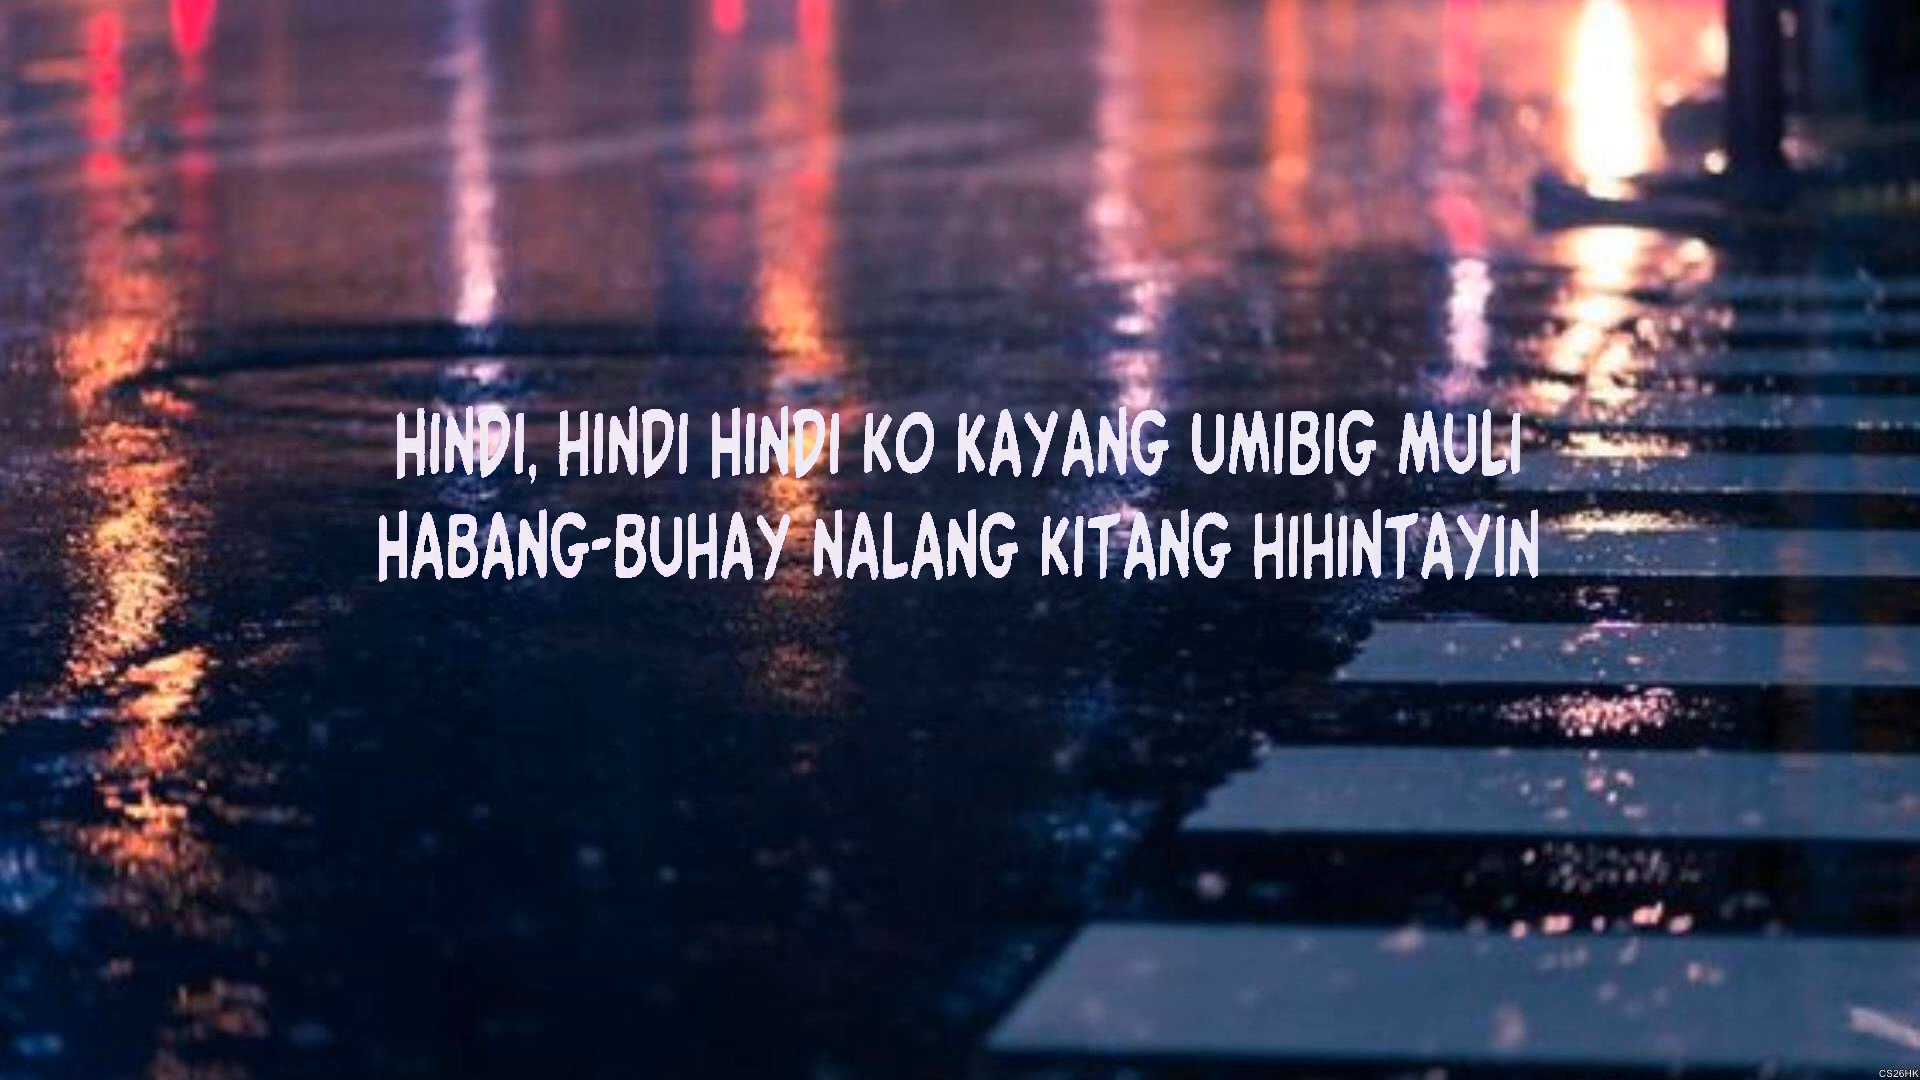 HINDI, HINDI HINDI KO KAYANG UMIBIG MULI
HABANG-BUHAY NALANG KITANG HIHINTAYIN
CS26HK